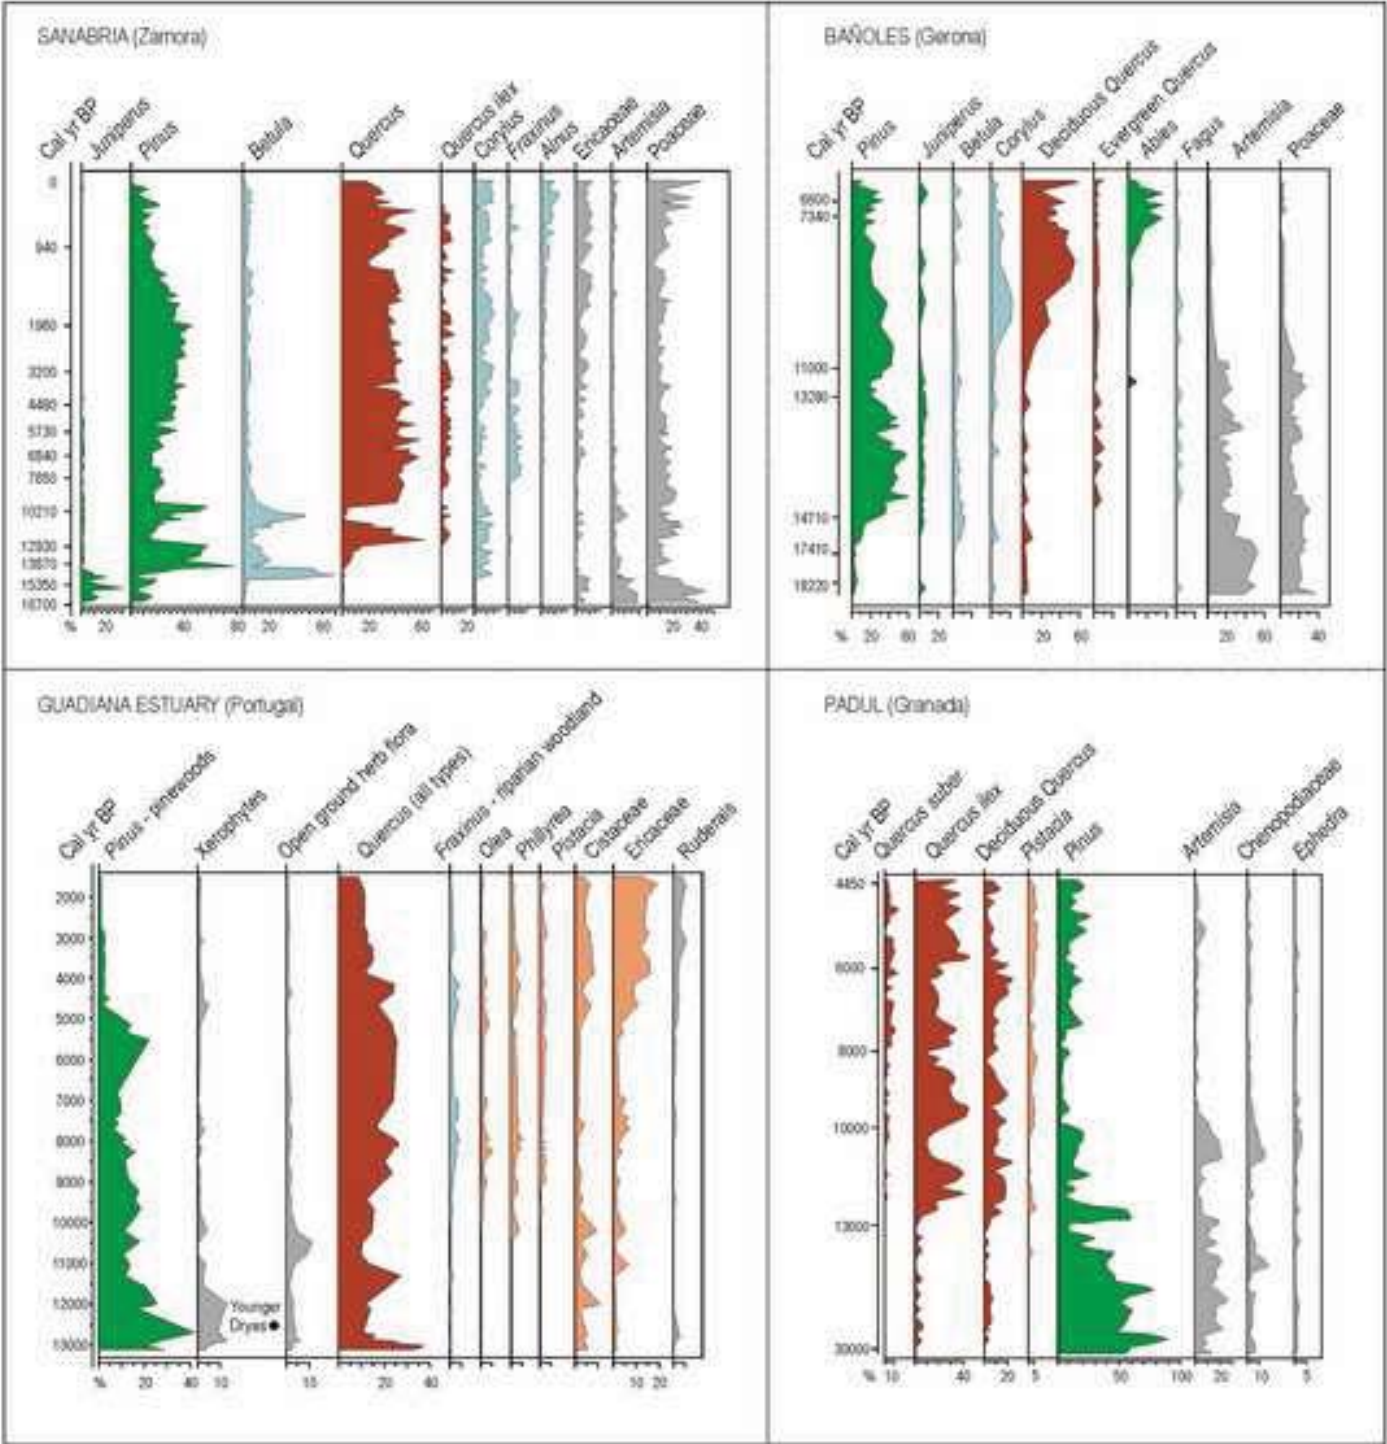 SANABRIA (Zamora)
Cal yr BP
Juniperus
Pinus
Betula
Quercus
Quercus ilex
Corylus
Fraxinus
Alnus
Ericaceae
Artemisia
Poaceae
0
940
1960
3200
4490
5730
6540
7850
10210
12930
13670
15350
16700
% 20 40 80 20 60 20 60 20 20 40
BAÑOLES (Gerona)
Cal yr BP
Pinus
Juniperus
Betula
Corylus
Deciduous Quercus
Evergreen Quercus
Abies
Fagus
Artemisia
Poaceae
6600
7340
11000
13280
14710
17410
% 20 60 20 20 60 20 60 40
GUADIANA ESTUARY (Portugal)
Cal yr BP
Pinus - pinewoods
Xerophytes
Open ground herb flora
Quercus (all types)
Fraxinus - riparian woodland
Olea
Phillyrea
Pistacia
Cistaceae
Ericaceae
Ruderals
2000
3000
4000
5000
6000
7000
8000
9000
10000
11000
12000
13000
Younger
Dryas
% 20 40 10 10 20 40 10 20
PADUL (Granada)
Cal yr BP
Quercus suber
Quercus ilex
Deciduous Quercus
Pistacia
Pinus
Artemisia
Chenopodiaceae
Ephedra
4450
6000
8000
10000
13000
20000
% 10 40 20 5 50 100 20 10 5